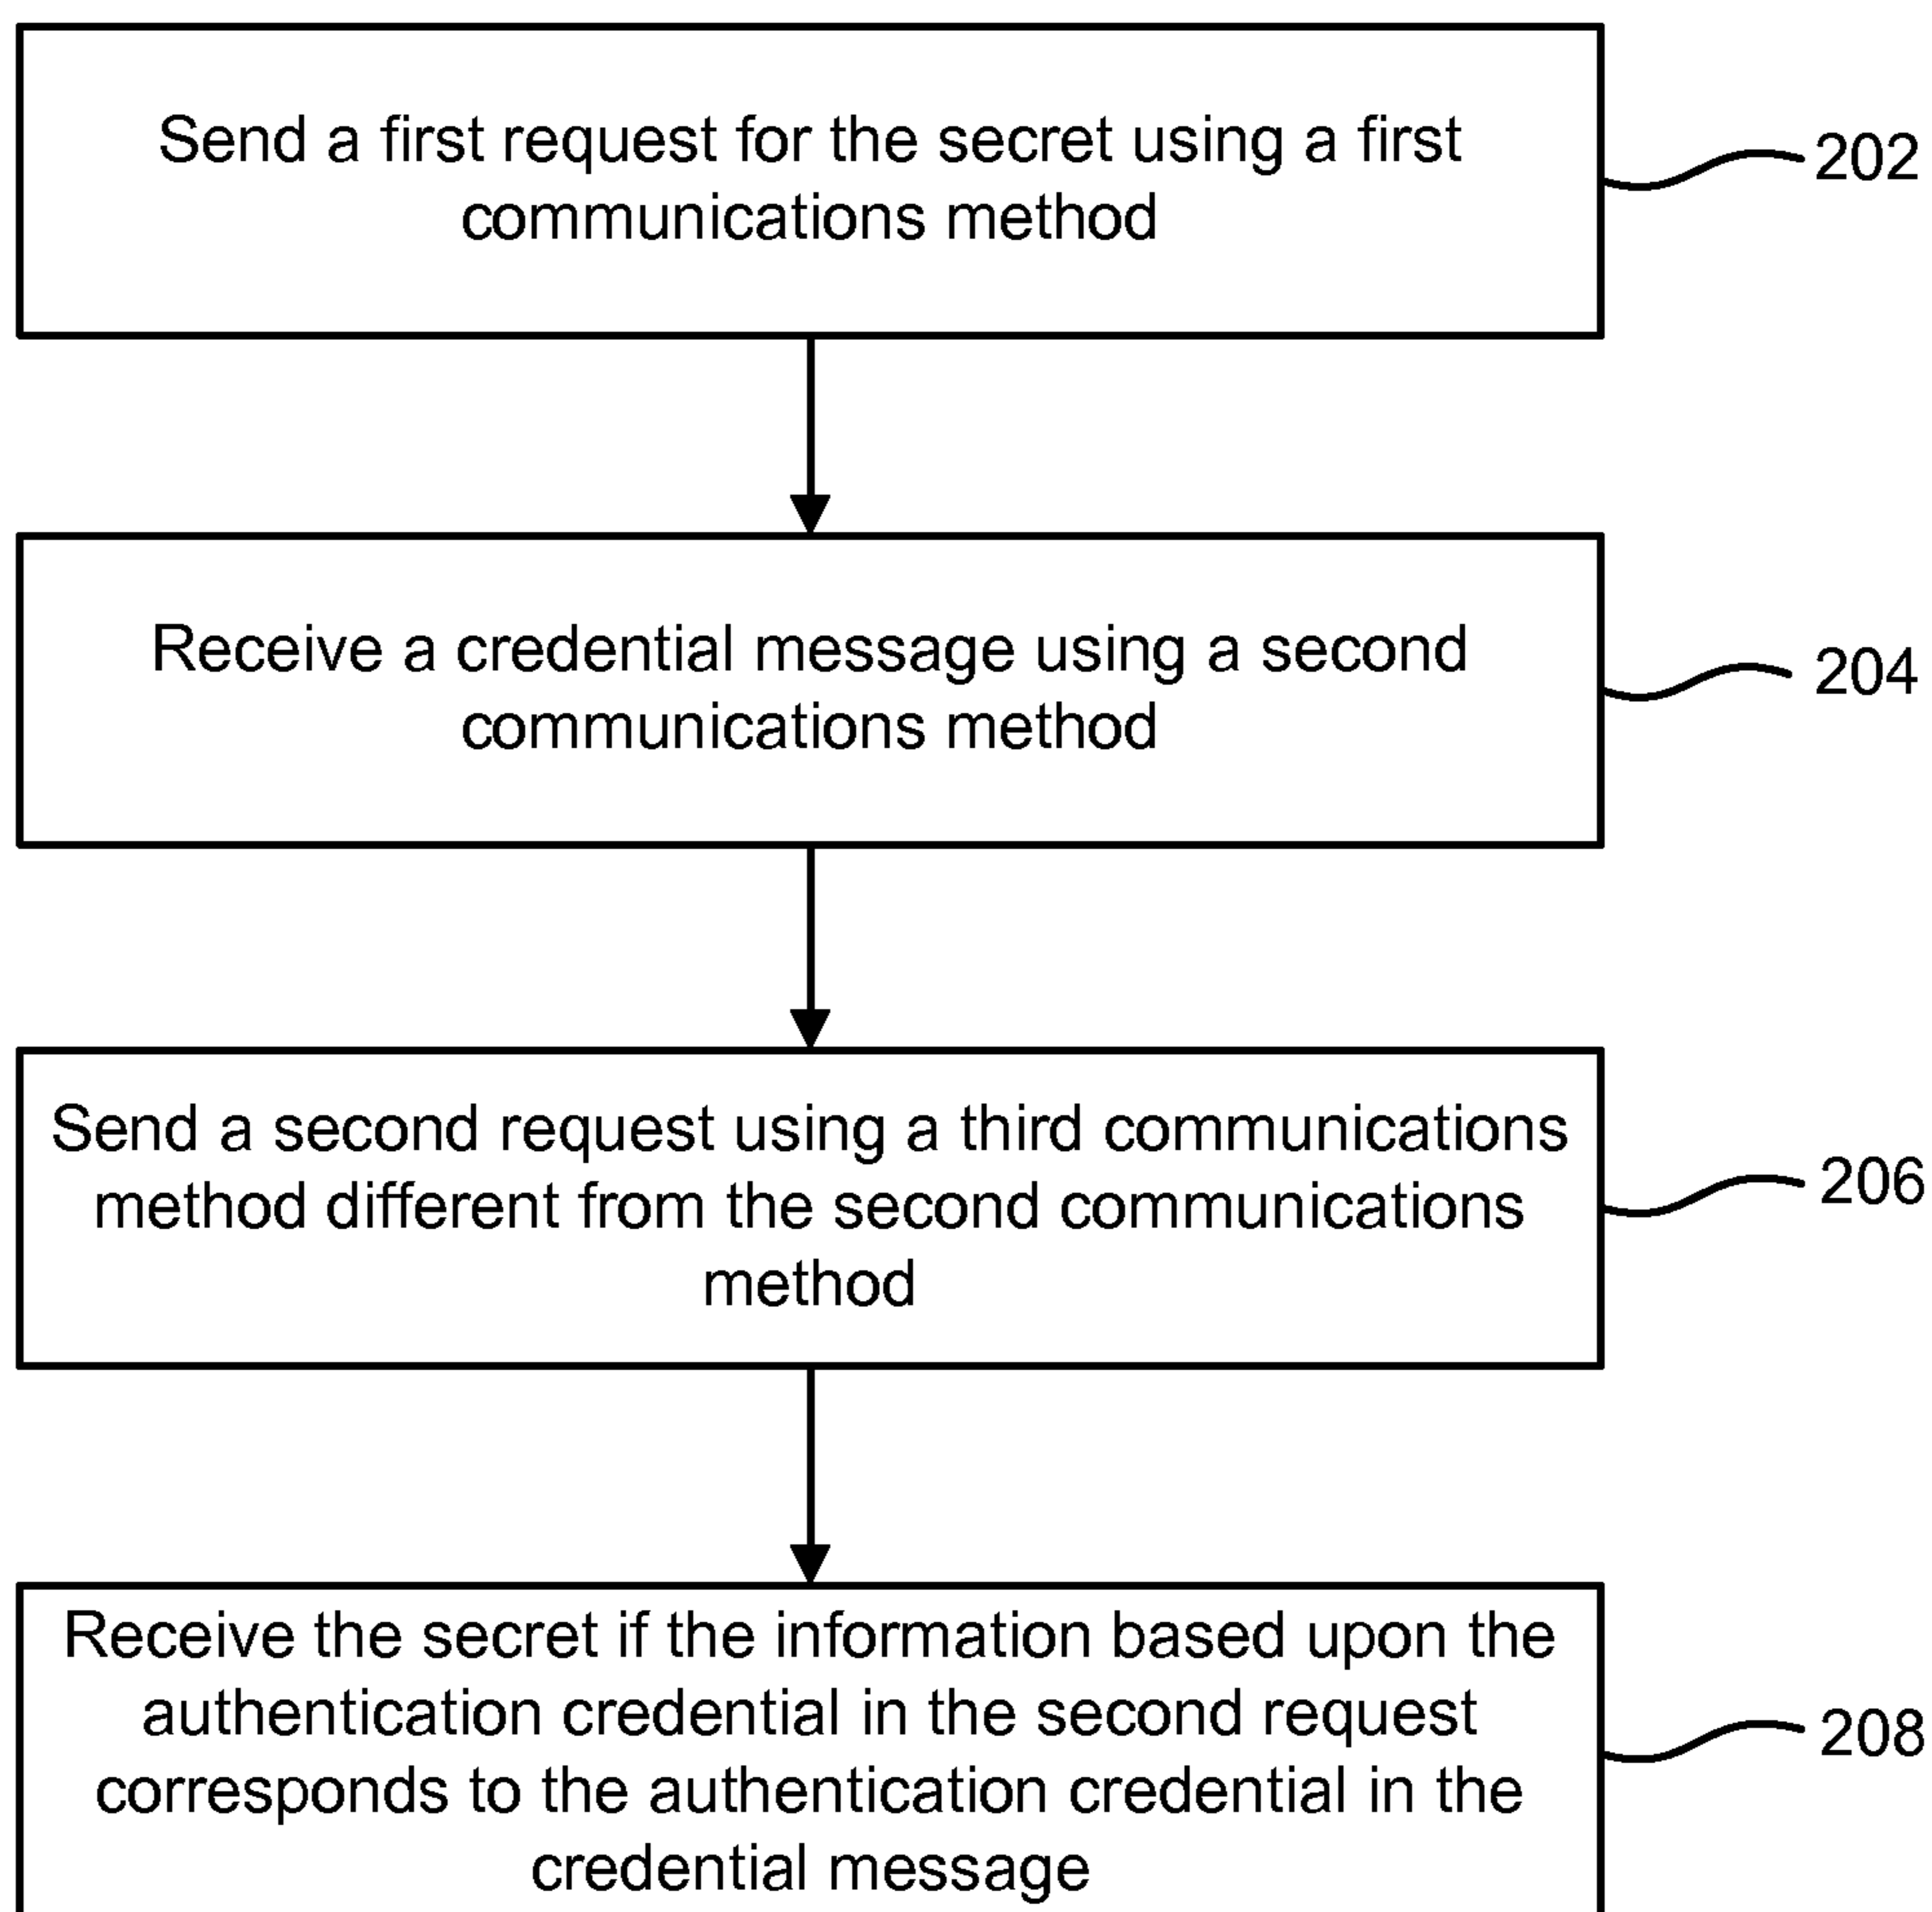 Send a first request for the secret using a first
communications method
202
Receive a credential message using a second
communications method
204
Send a second request using a third communications
method different from the second communications
method
206
Receive the secret if the information based upon the
authentication credential in the second request
corresponds to the authentication credential in the
credential message
208